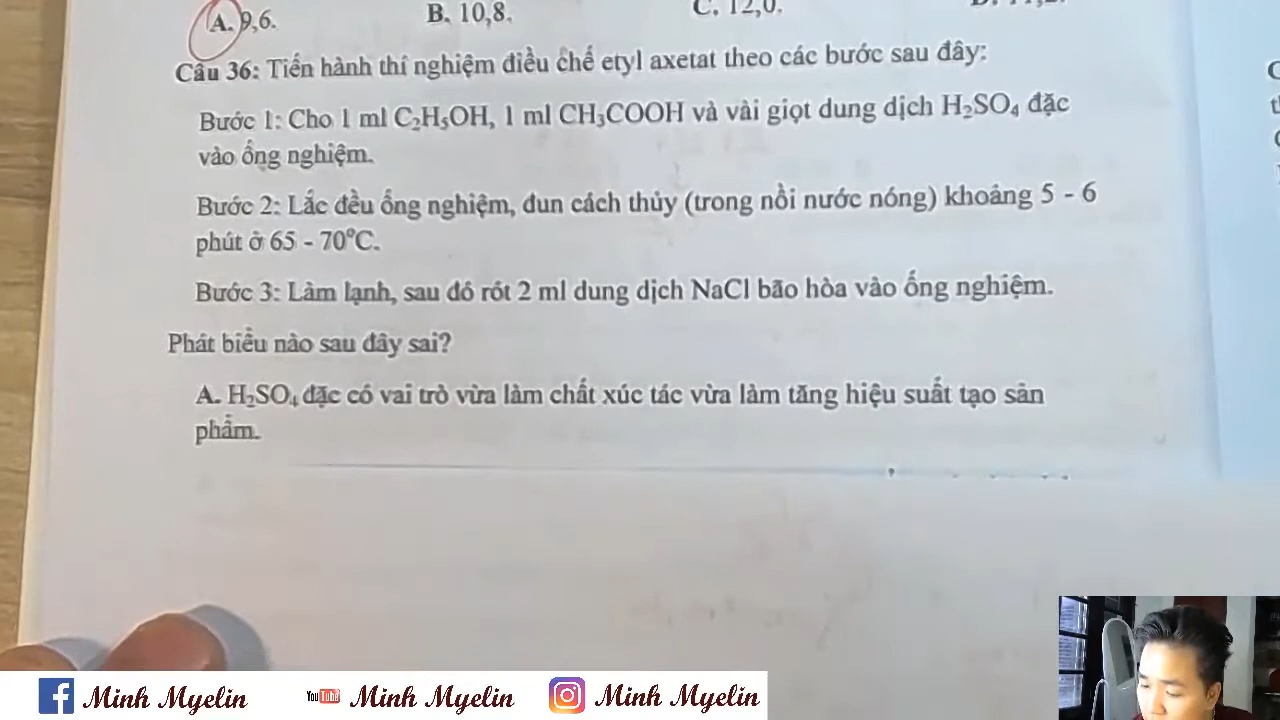 A. 9,6.
B. 10,8.
C. 12,0.
Câu 36: Tiến hành thí nghiệm điều chế etyl axetat theo các bước sau đây:
Bước 1: Cho 1 ml C₂H₅OH, 1 ml CH₃COOH và vài giọt dung dịch H₂SO₄ đặc
vào ống nghiệm.
Bước 2: Lắc đều ống nghiệm, đun cách thủy (trong nồi nước nóng) khoảng 5 - 6
phút ở 65 - 70°C.
Bước 3: Làm lạnh, sau đó rót 2 ml dung dịch NaCl bão hòa vào ống nghiệm.
Phát biểu nào sau đây sai?
A. H₂SO₄ đặc có vai trò vừa làm chất xúc tác vừa làm tăng hiệu suất tạo sản
phẩm.
Minh Myelin
YouTube Minh Myelin
Minh Myelin